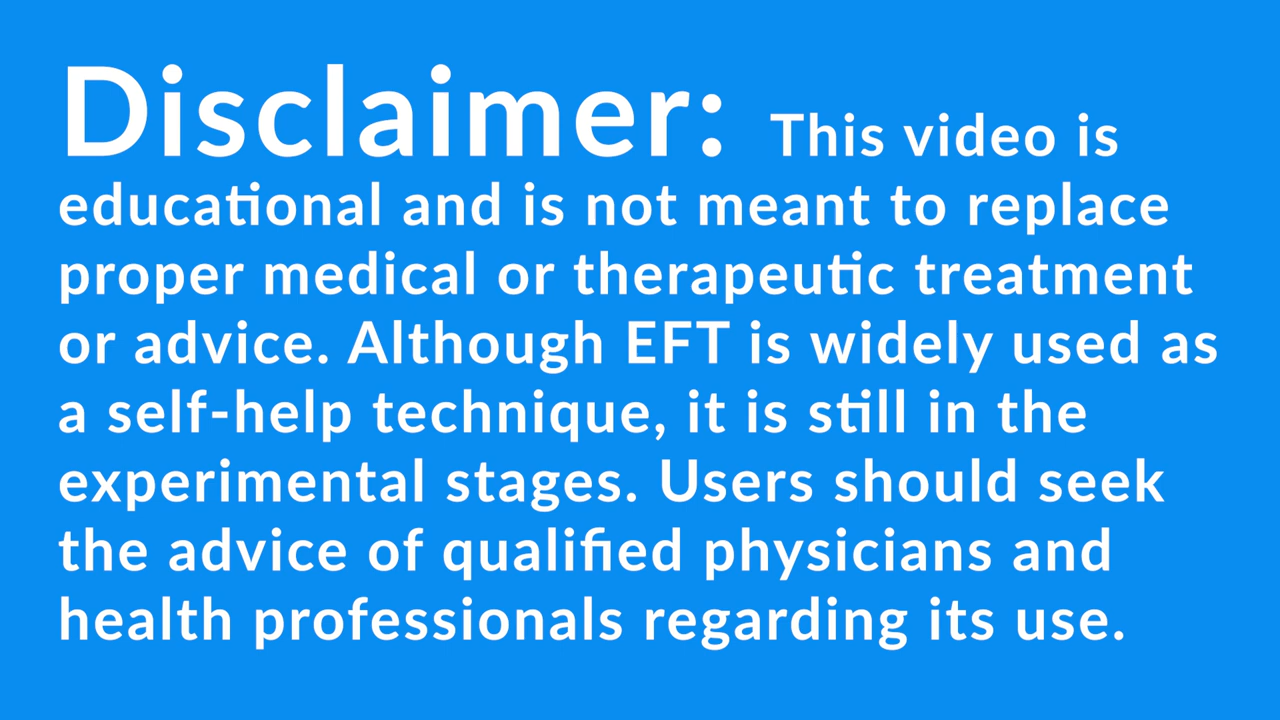 Disclaimer: This video is
educational and is not meant to replace
proper medical or therapeutic treatment
or advice. Although EFT is widely used as
a self-help technique, it is still in the
experimental stages. Users should seek
the advice of qualified physicians and
health professionals regarding its use.